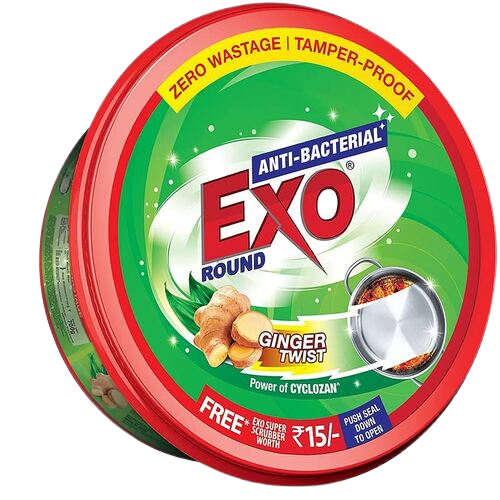 ZERO WASTAGE | TAMPER-PROOF
ANTI-BACTERIAL+
EXO®
ROUND
GINGER
TWIST
Power of CYCLOZAN^
FREE* EXO SUPER SCRUBBER WORTH ₹15/-
PUSH SEAL
DOWN
TO OPEN